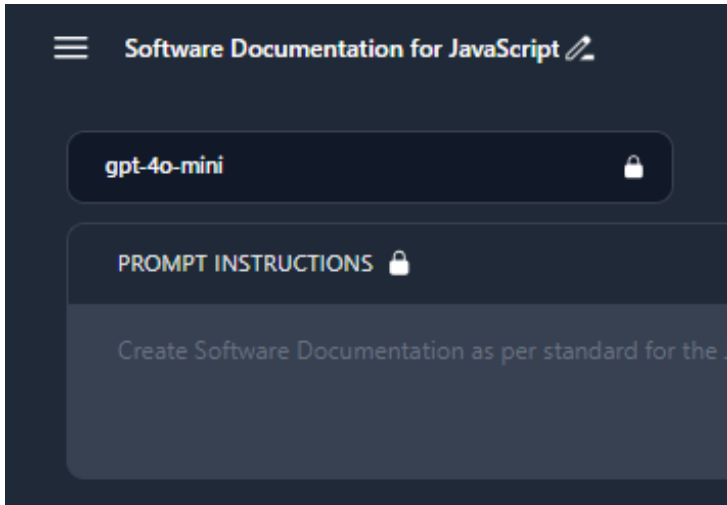 Software Documentation for JavaScript
gpt-4o-mini
PROMPT INSTRUCTIONS
Create Software Documentation as per standard for the